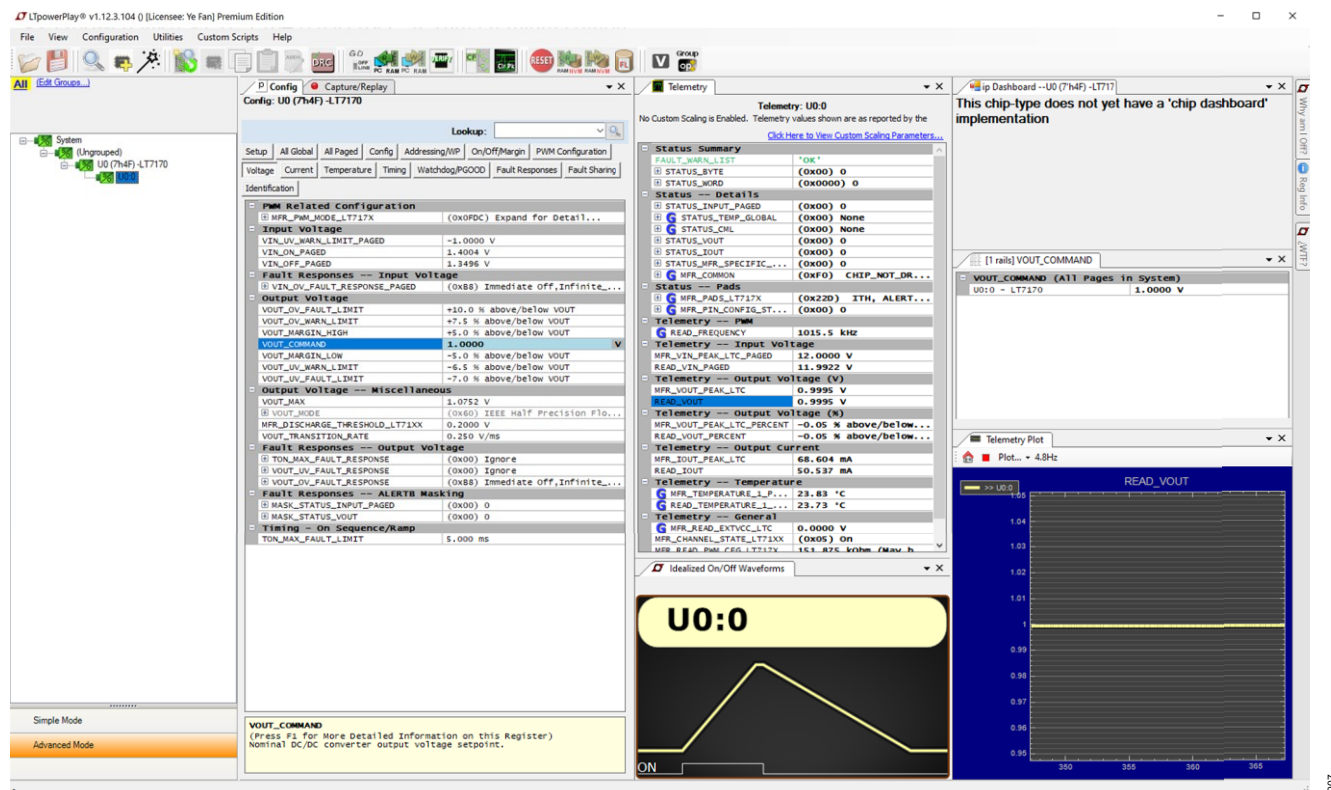 LTpowerPlay® v1.12.3.104 () [Licensee: Ye Fan] Premium Edition
File View Configuration Utilities Custom Scripts Help
All (Edit Groups...)
System
(Ungrouped)
U0 (7h4F) -LT7170
U0:0
Simple Mode
Advanced Mode
Config Capture/Replay
Config: U0 (7h4F) -LT7170
Lookup:
Setup All Global All Paged Config Addressing/WP On/Off/Margin PWM Configuration
Voltage Current Temperature Timing Watchdog/PGOOD Fault Responses Fault Sharing
Identification
PWM Related Configuration
MFR_PWM_MODE_LT717X (0x0FDC) Expand for Detail...
Input Voltage
VIN_UV_WARN_LIMIT_PAGED -1.0000 V
VIN_ON_PAGED 1.4004 V
VIN_OFF_PAGED 1.3496 V
Fault Responses -- Input Voltage
VIN_OV_FAULT_RESPONSE_PAGED (0xB8) Immediate Off,Infinite_...
Output Voltage
VOUT_OV_FAULT_LIMIT +10.0 % above/below VOUT
VOUT_OV_WARN_LIMIT +7.5 % above/below VOUT
VOUT_MARGIN_HIGH +5.0 % above/below VOUT
VOUT_COMMAND 1.0000 V
VOUT_MARGIN_LOW -5.0 % above/below VOUT
VOUT_UV_WARN_LIMIT -6.5 % above/below VOUT
VOUT_UV_FAULT_LIMIT -7.0 % above/below VOUT
Output Voltage -- Miscellaneous
VOUT_MAX 1.0752 V
VOUT_MODE (0x60) IEEE Half Precision Flo...
MFR_DISCHARGE_THRESHOLD_LT71XX 0.2000 V
VOUT_TRANSITION_RATE 0.250 V/ms
Fault Responses -- Output Voltage
TON_MAX_FAULT_RESPONSE (0x00) Ignore
VOUT_UV_FAULT_RESPONSE (0x00) Ignore
VOUT_OV_FAULT_RESPONSE (0xB8) Immediate Off,Infinite_...
Fault Responses -- ALERTB Masking
MASK_STATUS_INPUT_PAGED (0x00) 0
MASK_STATUS_VOUT (0x00) 0
Timing - On Sequence/Ramp
TON_MAX_FAULT_LIMIT 5.000 ms
VOUT_COMMAND
(Press F1 for More Detailed Information on this Register)
Nominal DC/DC converter output voltage setpoint.
Telemetry
Telemetry: U0:0
No Custom Scaling is Enabled. Telemetry values shown are as reported by the
Click Here to View Custom Scaling Parameters...
Status Summary
FAULT_WARN_LIST "OK"
STATUS_BYTE (0x00) 0
STATUS_WORD (0x0000) 0
Status -- Details
STATUS_INPUT_PAGED (0x00) 0
G STATUS_TEMP_GLOBAL (0x00) None
G STATUS_CML (0x00) None
STATUS_VOUT (0x00) 0
STATUS_IOUT (0x00) 0
STATUS_MFR_SPECIFIC_... (0x00) 0
G MFR_COMMON (0xF0) CHIP_NOT_DR...
Status -- Pads
G MFR_PADS_LT717X (0x22D) ITH, ALERT...
G MFR_PIN_CONFIG_ST... (0x00) 0
Telemetry -- PWM
G READ_FREQUENCY 1015.5 kHz
Telemetry -- Input Voltage
MFR_VIN_PEAK_LTC_PAGED 12.0000 V
READ_VIN_PAGED 11.9922 V
Telemetry -- Output Voltage (V)
MFR_VOUT_PEAK_LTC 0.9995 V
READ_VOUT 0.9995 V
Telemetry -- Output Voltage (%)
MFR_VOUT_PEAK_LTC_PERCENT -0.05 % above/below...
READ_VOUT_PERCENT -0.05 % above/below...
Telemetry -- Output Current
MFR_IOUT_PEAK_LTC 68.604 mA
READ_IOUT 50.537 mA
Telemetry -- Temperature
G MFR_TEMPERATURE_1_P... 23.83 °C
G READ_TEMPERATURE_1_... 23.73 °C
Telemetry -- General
G MFR_READ_EXTVCC_LTC 0.0000 V
MFR_CHANNEL_STATE_LT71XX (0x05) On
MFR_READ_PWM_CFG_LT717X 151.875 kOhm (May b
Idealized On/Off Waveforms
U0:0
ON
ip Dashboard --U0 (7'h4F) -LT717
This chip-type does not yet have a 'chip dashboard'
implementation
[1 rails] VOUT_COMMAND
VOUT_COMMAND (All Pages in System)
U0:0 - LT7170 1.0000 V
Telemetry Plot
Plot... 4.8Hz
READ_VOUT
>> U0:0
1.05
1.04
1.03
1.02
1.01
1
0.99
0.98
0.97
0.96
0.95
350 355 360 365
Why am I Off?
Reg Info
¿WTF?